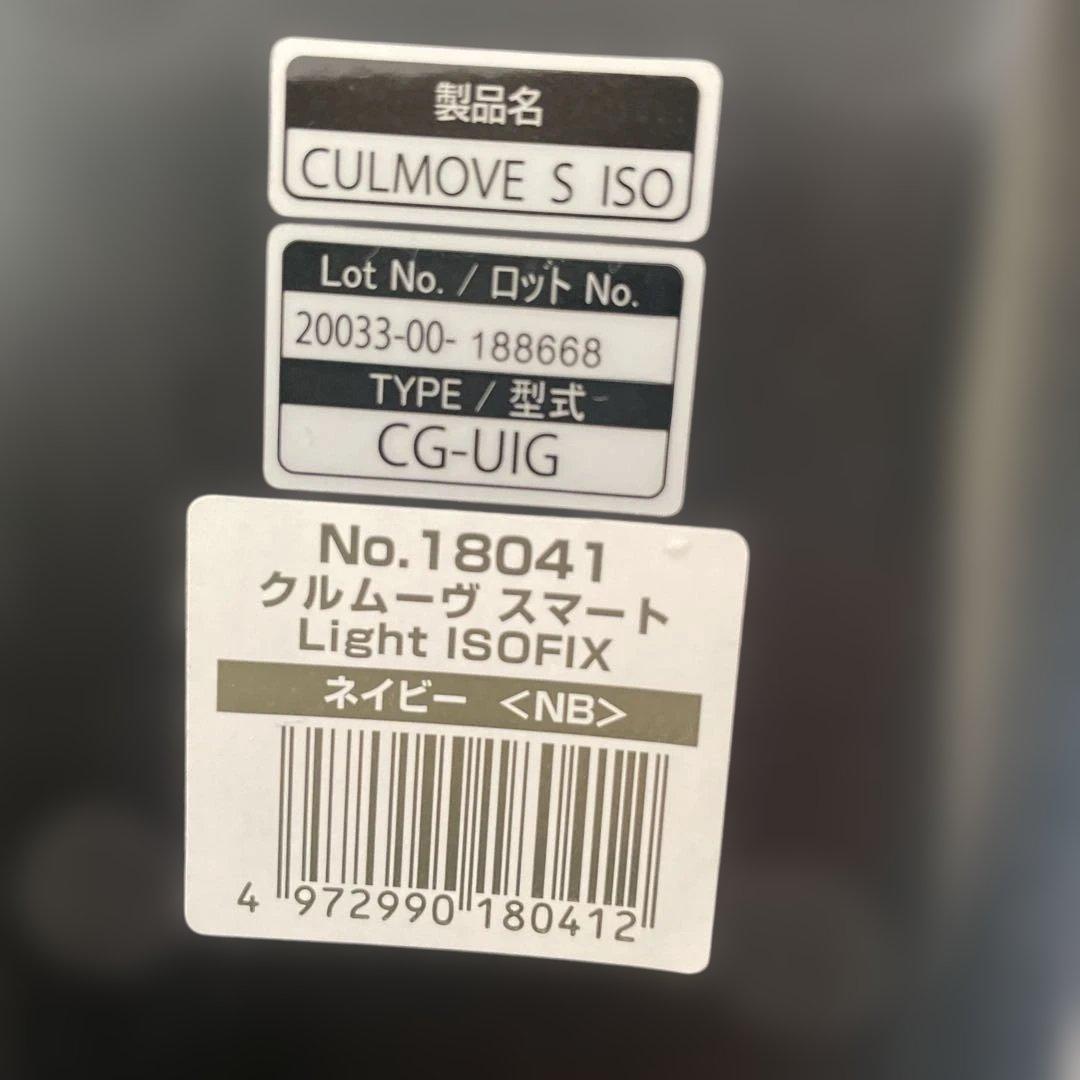 製品名
CULMOVE S ISO
Lot No. / ロット No.
20033-00- 188668
TYPE / 型式
CG-UIG
No.18041
クルムーヴ スマート
Light ISOFIX
ネイビー <NB>
4 972990 180412